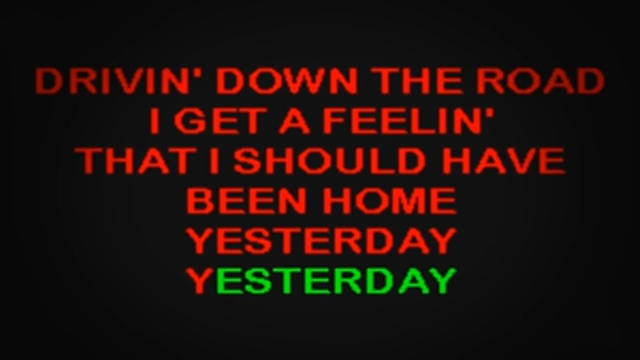 DRIVIN' DOWN THE ROAD
I GET A FEELIN'
THAT I SHOULD HAVE
BEEN HOME
YESTERDAY
YESTERDAY